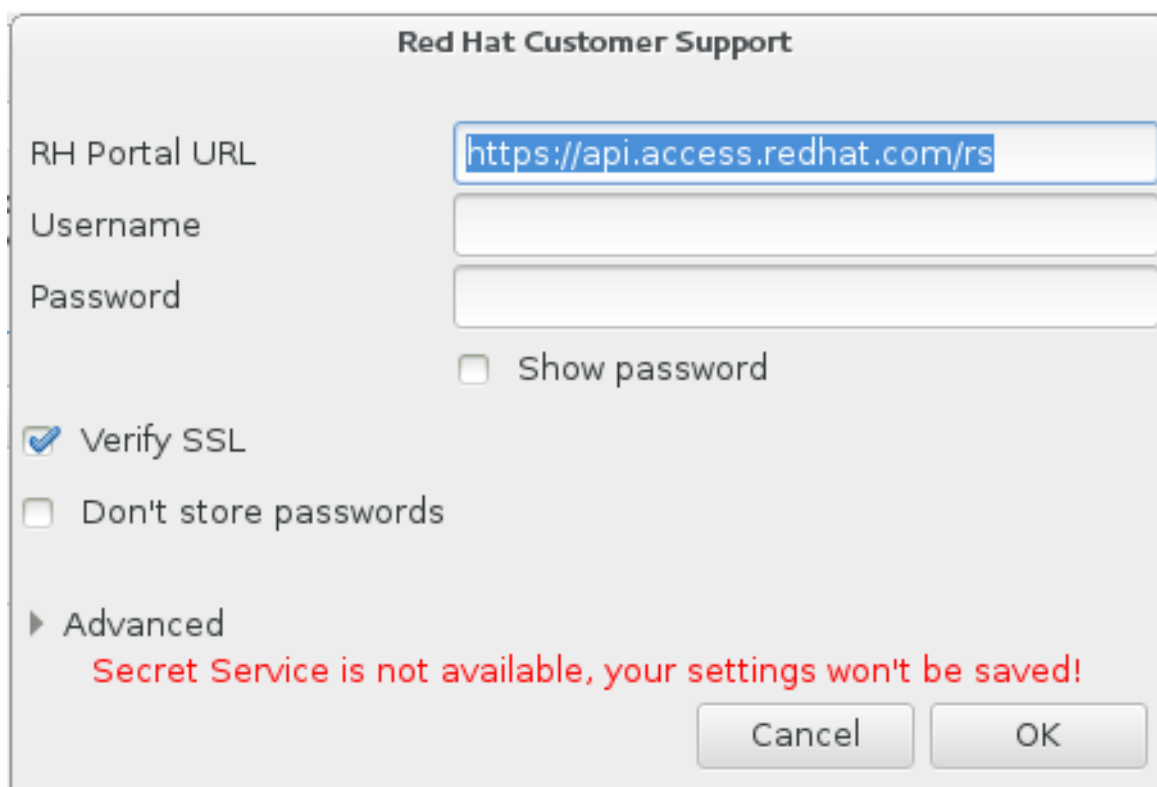 Red Hat Customer Support
RH Portal URL https://api.access.redhat.com/rs
Username
Password
Show password
Verify SSL
Don't store passwords
Advanced
Secret Service is not available, your settings won't be saved!
Cancel OK